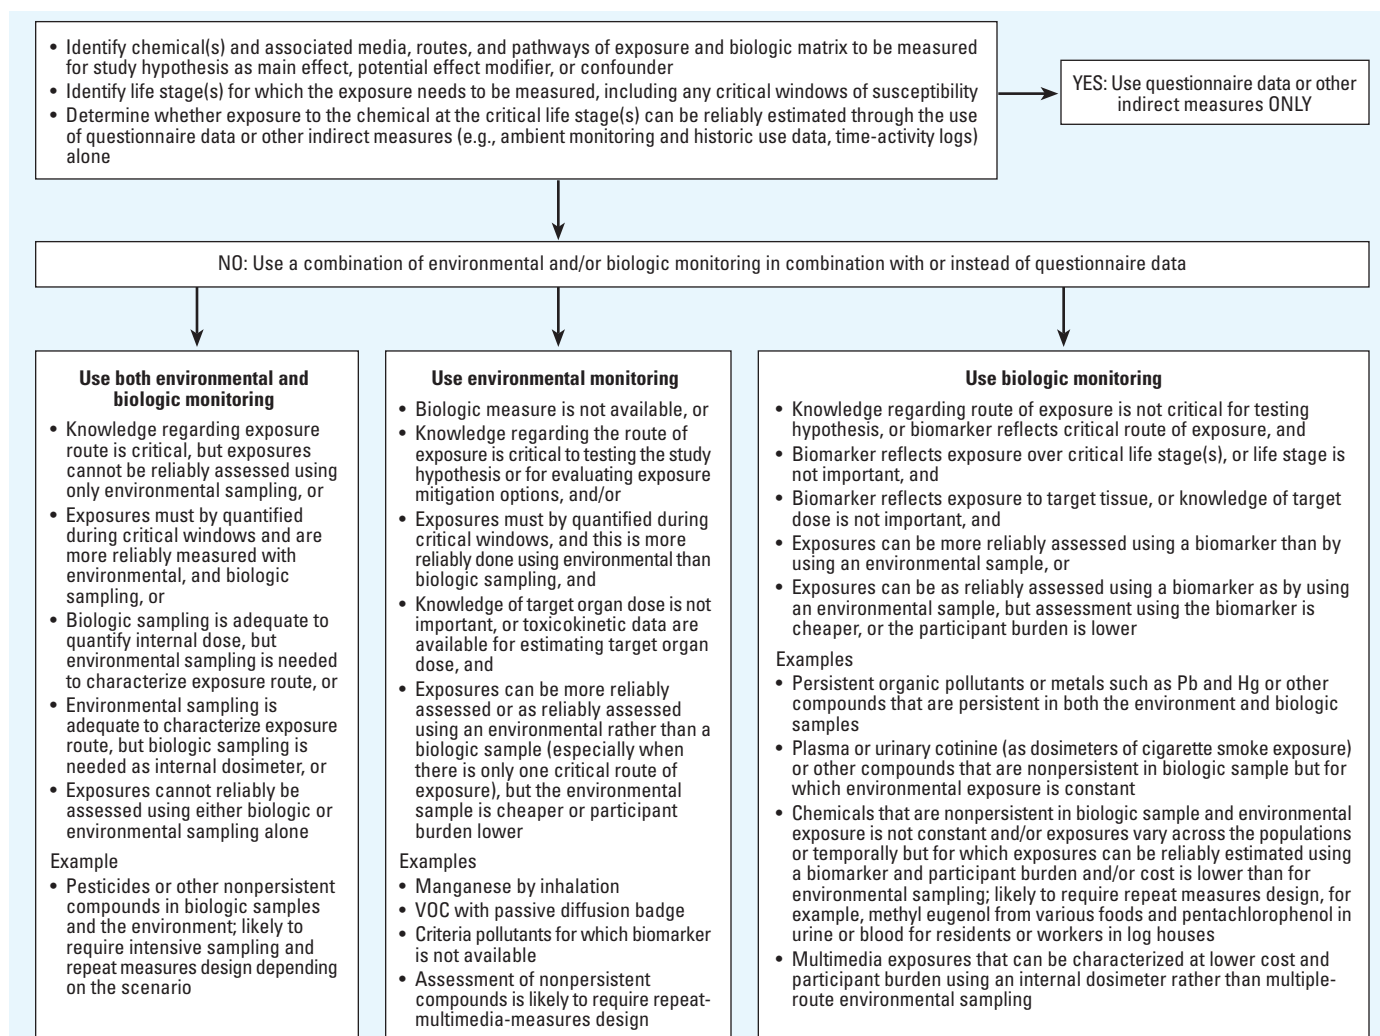 • Identify chemical(s) and associated media, routes, and pathways of exposure and biologic matrix to be measured
for study hypothesis as main effect, potential effect modifier, or confounder
• Identify life stage(s) for which the exposure needs to be measured, including any critical windows of susceptibility
• Determine whether exposure to the chemical at the critical life stage(s) can be reliably estimated through the use
of questionnaire data or other indirect measures (e.g., ambient monitoring and historic use data, time-activity logs)
alone
YES: Use questionnaire data or other
indirect measures ONLY
NO: Use a combination of environmental and/or biologic monitoring in combination with or instead of questionnaire data
Use both environmental and
biologic monitoring
• Knowledge regarding exposure
route is critical, but exposures
cannot be reliably assessed using
only environmental sampling, or
• Exposures must by quantified
during critical windows and are
more reliably measured with
environmental, and biologic
sampling, or
• Biologic sampling is adequate to
quantify internal dose, but
environmental sampling is needed
to characterize exposure route, or
• Environmental sampling is
adequate to characterize exposure
route, but biologic sampling is
needed as internal dosimeter, or
• Exposures cannot reliably be
assessed using either biologic or
environmental sampling alone
Example
• Pesticides or other nonpersistent
compounds in biologic samples
and the environment; likely to
require intensive sampling and
repeat measures design depending
on the scenario
Use environmental monitoring
• Biologic measure is not available, or
• Knowledge regarding the route of
exposure is critical to testing the study
hypothesis or for evaluating exposure
mitigation options, and/or
• Exposures must by quantified during
critical windows, and this is more
reliably done using environmental than
biologic sampling, and
• Knowledge of target organ dose is not
important, or toxicokinetic data are
available for estimating target organ
dose, and
• Exposures can be more reliably
assessed or as reliably assessed
using an environmental rather than a
biologic sample (especially when
there is only one critical route of
exposure), but the environmental
sample is cheaper or participant
burden lower
Examples
• Manganese by inhalation
• VOC with passive diffusion badge
• Criteria pollutants for which biomarker
is not available
• Assessment of nonpersistent
compounds is likely to require repeat-
multimedia-measures design
Use biologic monitoring
• Knowledge regarding route of exposure is not critical for testing
hypothesis, or biomarker reflects critical route of exposure, and
• Biomarker reflects exposure over critical life stage(s), or life stage is
not important, and
• Biomarker reflects exposure to target tissue, or knowledge of target
dose is not important, and
• Exposures can be more reliably assessed using a biomarker than by
using an environmental sample, or
• Exposures can be as reliably assessed using a biomarker as by using
an environmental sample, but assessment using the biomarker is
cheaper, or the participant burden is lower
Examples
• Persistent organic pollutants or metals such as Pb and Hg or other
compounds that are persistent in both the environment and biologic
samples
• Plasma or urinary cotinine (as dosimeters of cigarette smoke exposure)
or other compounds that are nonpersistent in biologic sample but for
which environmental exposure is constant
• Chemicals that are nonpersistent in biologic sample and environmental
exposure is not constant and/or exposures vary across the populations
or temporally but for which exposures can be reliably estimated using
a biomarker and participant burden and/or cost is lower than for
environmental sampling; likely to require repeat measures design, for
example, methyl eugenol from various foods and pentachlorophenol in
urine or blood for residents or workers in log houses
• Multimedia exposures that can be characterized at lower cost and
participant burden using an internal dosimeter rather than multiple-
route environmental sampling